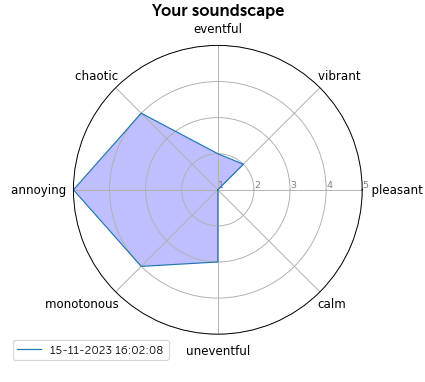 Your soundscape
eventful
chaotic
vibrant
annoying
1 2 3 4 5
pleasant
monotonous
calm
uneventful
15-11-2023 16:02:08